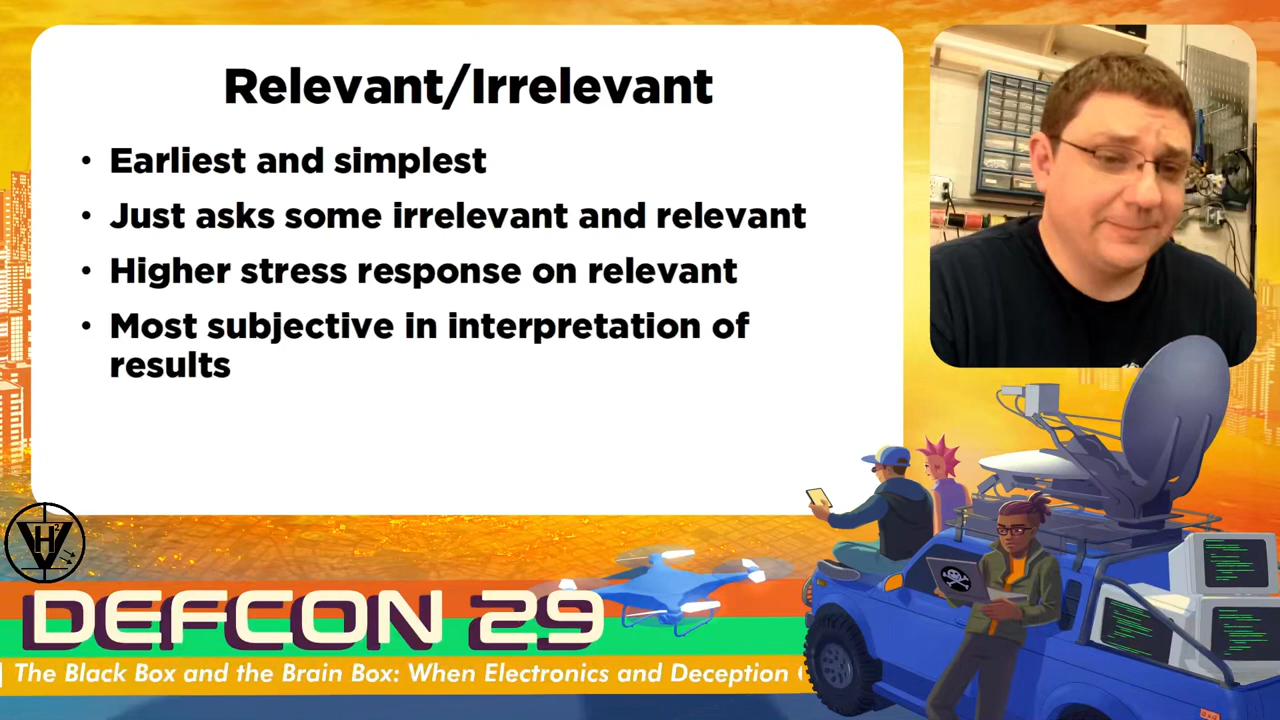 Relevant/Irrelevant
• Earliest and simplest
• Just asks some irrelevant and relevant
• Higher stress response on relevant
• Most subjective in interpretation of
results
H²
V
DEFCON 29
| The Black Box and the Brain Box: When Electronics and Deception